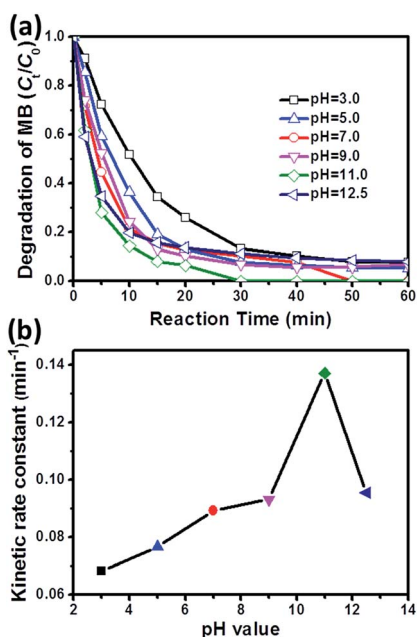 (a)
Degradation of MB (Ct/C0)
1.0
0.8
0.6
0.4
0.2
0.0
pH=3.0
pH=5.0
pH=7.0
pH=9.0
pH=11.0
pH=12.5
0 10 20 30 40 50 60
Reaction Time (min)
(b)
Kinetic rate constant (min⁻¹)
0.14
0.12
0.10
0.08
0.06
2 4 6 8 10 12 14
pH value